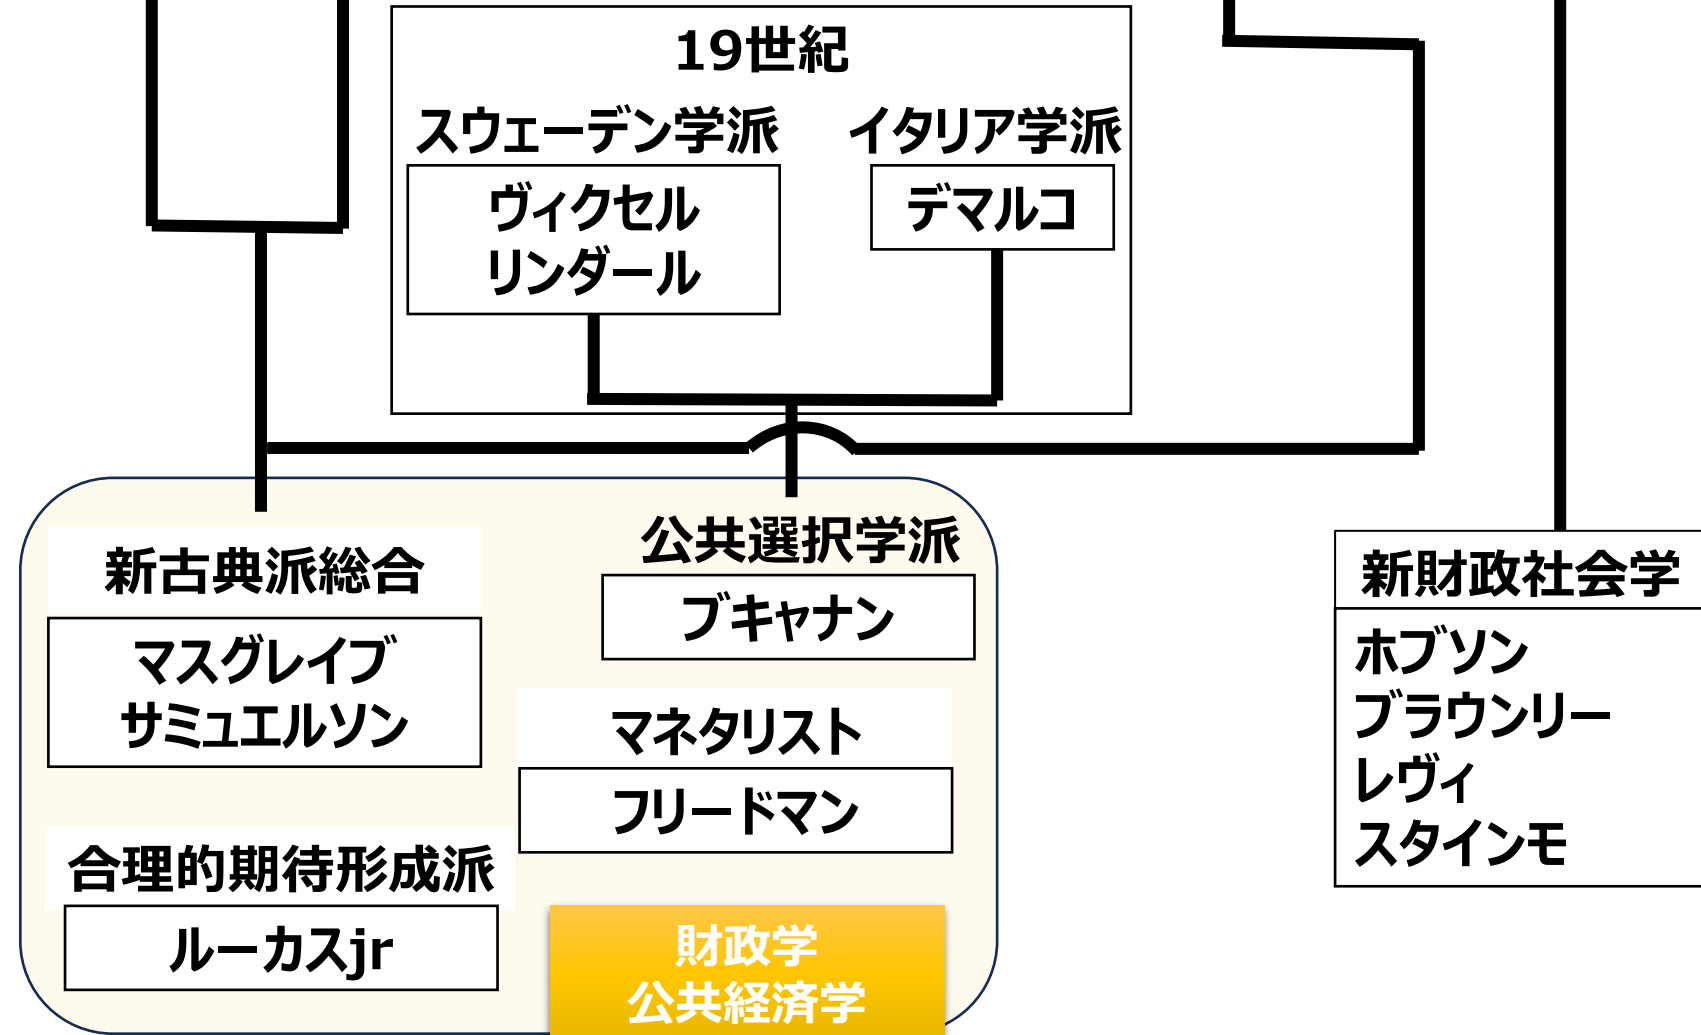 19世紀
スウェーデン学派
ヴィクセル
リンダール
イタリア学派
デマルコ
新古典派総合
マスグレイブ
サミュエルソン
公共選択学派
ブキャナン
マネタリスト
フリードマン
合理的期待形成派
ルーカスjr
財政学
公共経済学
新財政社会学
ホブソン
ブラウンリー
レヴィ
スタインモ